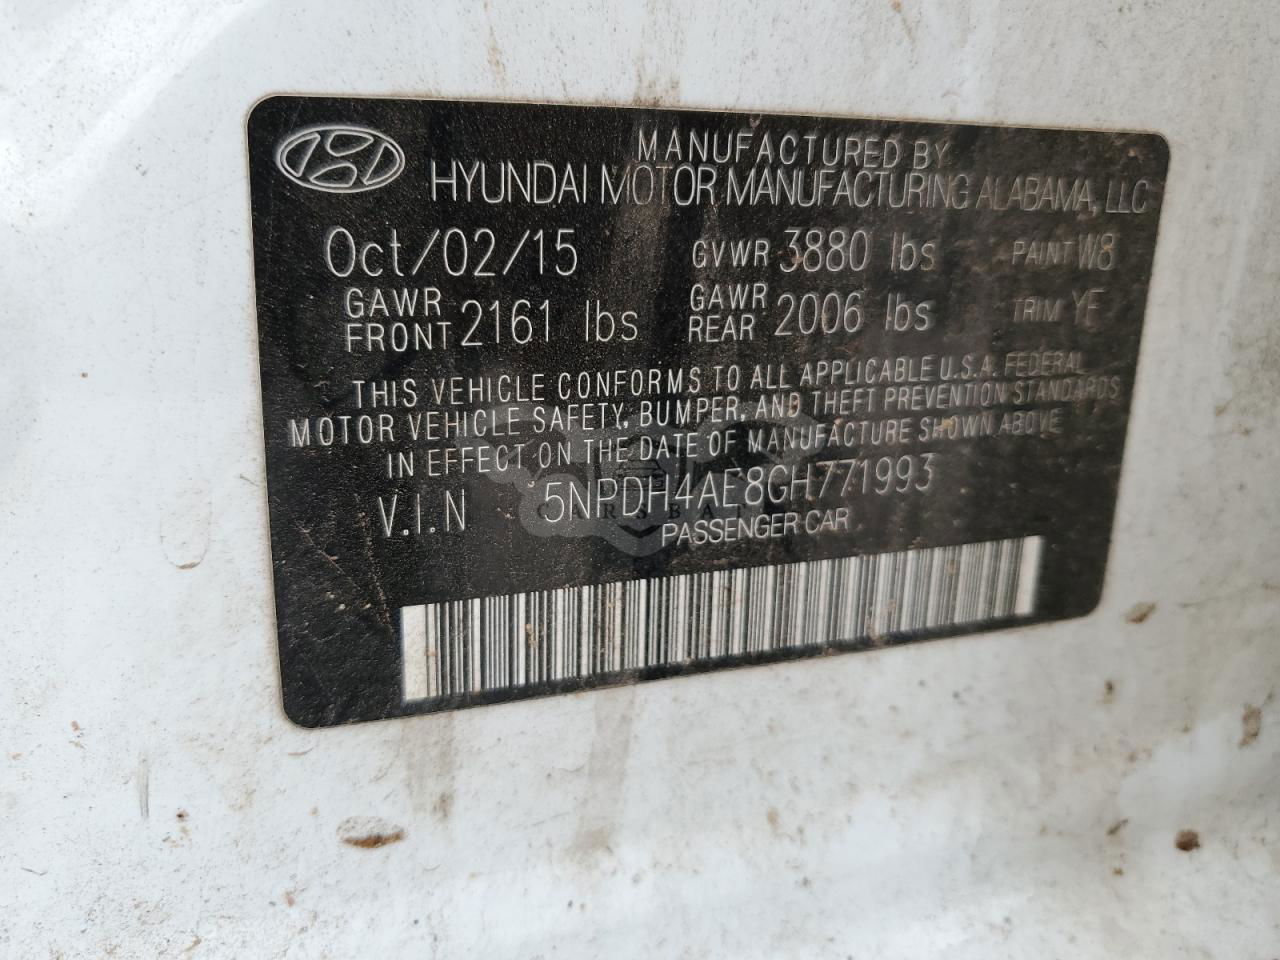 MANUFACTURED BY
HYUNDAI MOTOR MANUFACTURING ALABAMA, LLC
Oct/02/15 GVWR 3880 lbs PAINT W8
GAWR FRONT 2161 lbs GAWR REAR 2006 lbs TRIM YF
THIS VEHICLE CONFORMS TO ALL APPLICABLE U.S.A. FEDERAL
MOTOR VEHICLE SAFETY, BUMPER, AND THEFT PREVENTION STANDARDS
IN EFFECT ON THE DATE OF MANUFACTURE SHOWN ABOVE
V.I.N 5NPDH4AE8GH771993
PASSENGER CAR
CARSBAT